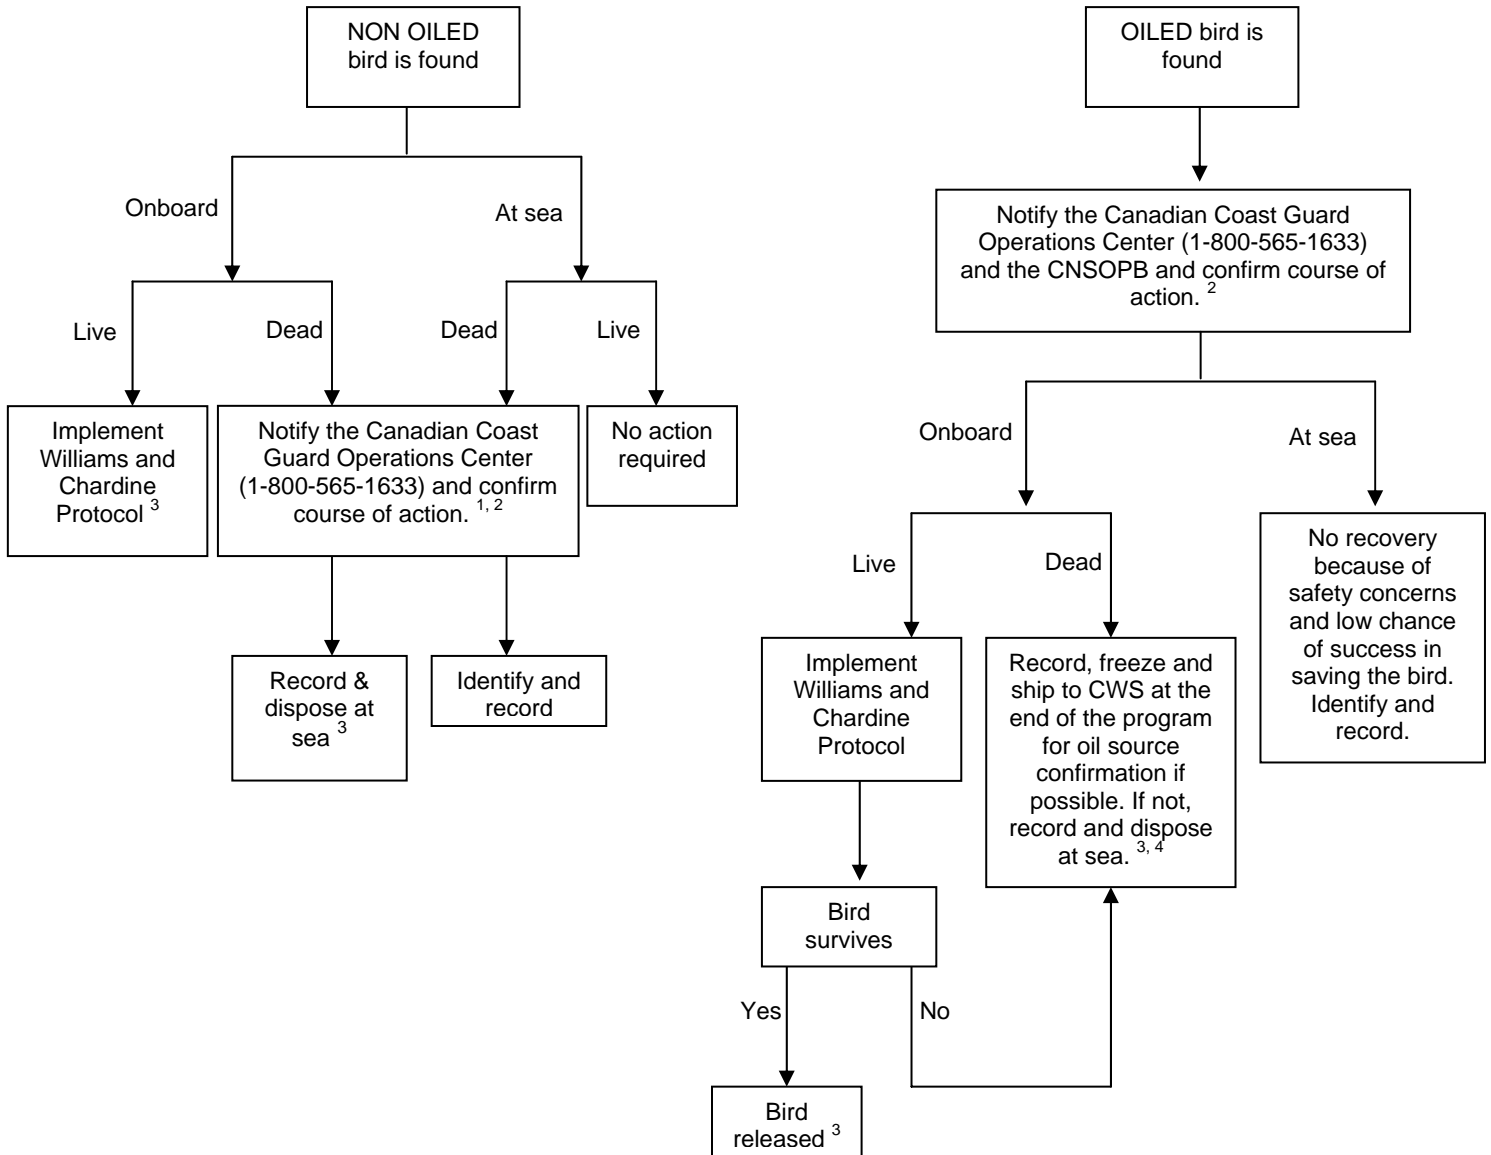 NON OILED
bird is found
Onboard
At sea
Live
Dead
Dead
Live
Implement
Williams and
Chardine
Protocol 3
Notify the Canadian Coast
Guard Operations Center
(1-800-565-1633) and confirm
course of action. 1, 2
No action
required
Record &
dispose at
sea 3
Identify and
record
OILED bird is
found
Notify the Canadian Coast Guard
Operations Center (1-800-565-1633)
and the CNSOPB and confirm course of
action. 2
Onboard
At sea
Live
Dead
Implement
Williams and
Chardine
Protocol
Record, freeze and
ship to CWS at the
end of the program
for oil source
confirmation if
possible. If not,
record and dispose
at sea. 3, 4
No recovery
because of
safety concerns
and low chance
of success in
saving the bird.
Identify and
record.
Bird
survives
Yes
No
Bird
released 3